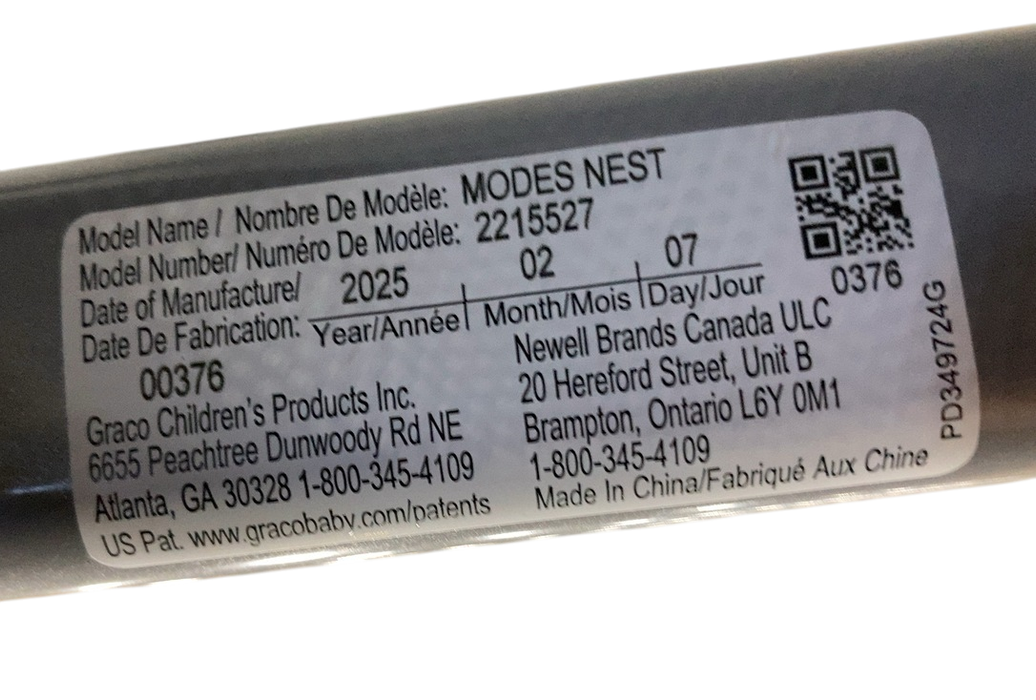 Model Name / Nombre De Modèle: MODES NEST
Model Number/ Numéro De Modèle: 2215527
Date of Manufacture/ 2025 02 07
Date De Fabrication: Year/Année Month/Mois Day/Jour
0376
00376
Graco Children's Products Inc.
6655 Peachtree Dunwoody Rd NE
Atlanta, GA 30328 1-800-345-4109
US Pat. www.gracobaby.com/patents
Newell Brands Canada ULC
20 Hereford Street, Unit B
Brampton, Ontario L6Y 0M1
1-800-345-4109
Made In China/Fabriqué Aux Chine
PD349724G